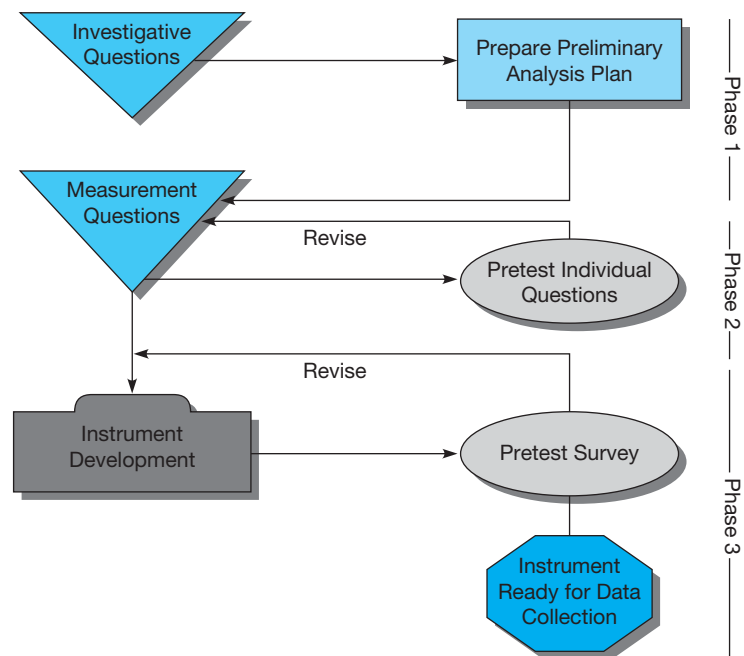 Investigative
Questions
Prepare Preliminary
Analysis Plan
Phase 1
Measurement
Questions
Revise
Pretest Individual
Questions
Phase 2
Revise
Instrument
Development
Pretest Survey
Phase 3
Instrument
Ready for Data
Collection